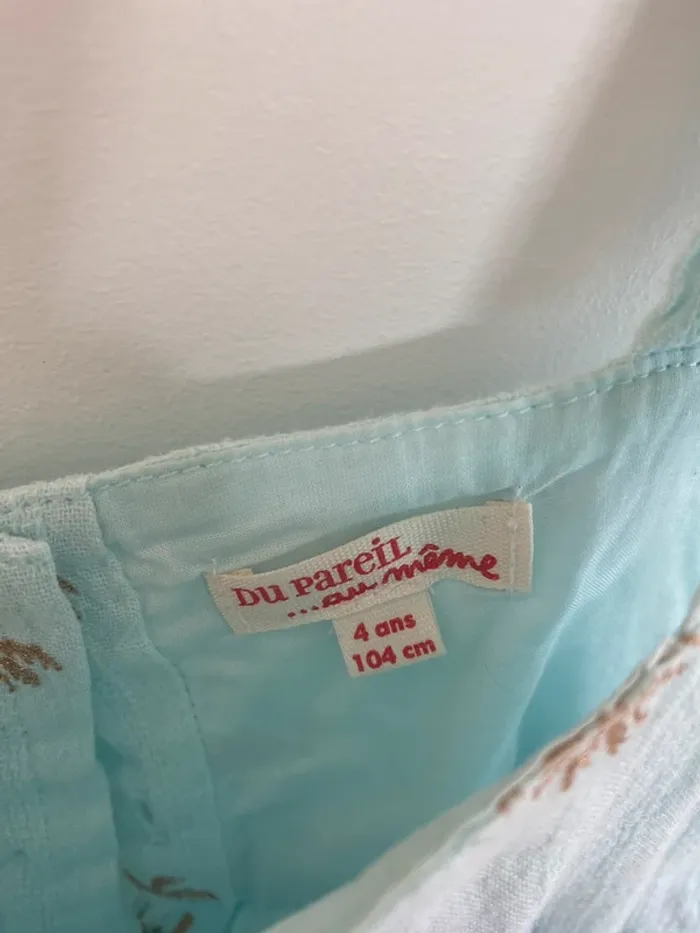 DU PAREIL
...au même
4 ans
104 cm